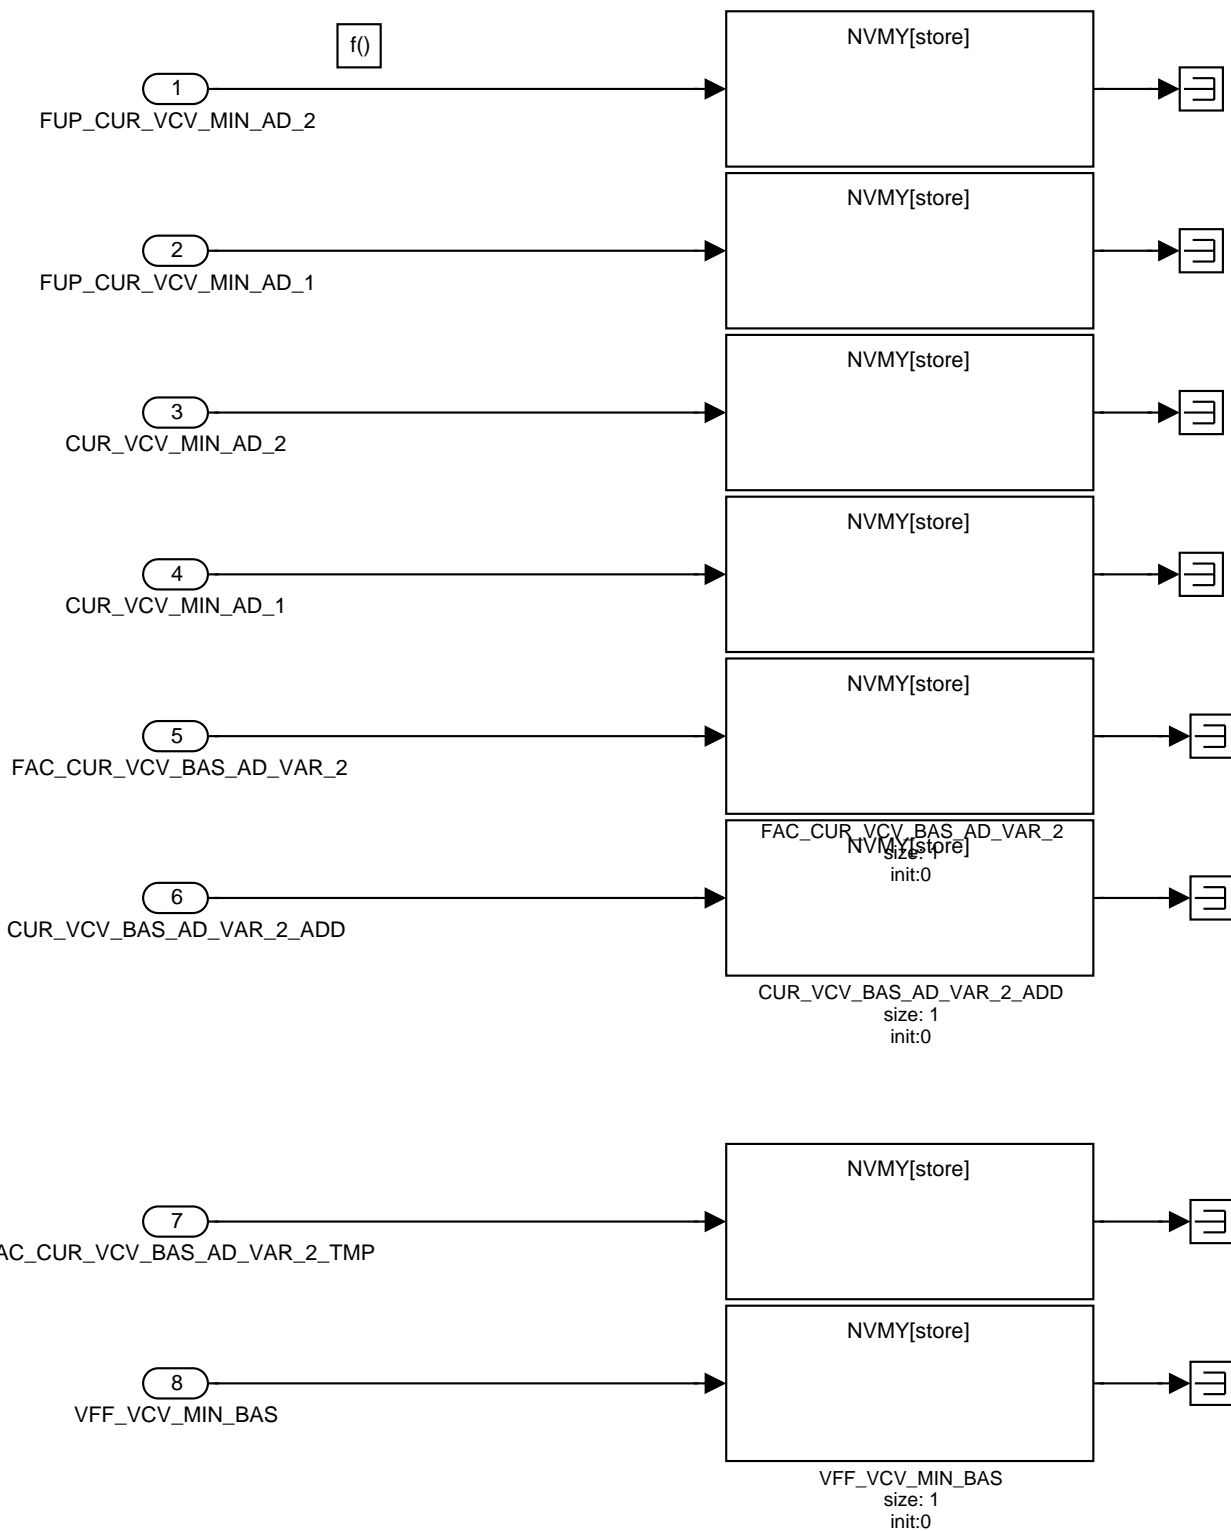 f()
NVMY[store]
1
FUP_CUR_VCV_MIN_AD_2
NVMY[store]
2
FUP_CUR_VCV_MIN_AD_1
NVMY[store]
3
CUR_VCV_MIN_AD_2
NVMY[store]
4
CUR_VCV_MIN_AD_1
NVMY[store]
5
FAC_CUR_VCV_BAS_AD_VAR_2
FAC_CUR_VCV_BAS_AD_VAR_2
NVMY[store]
size: 1
init:0
6
CUR_VCV_BAS_AD_VAR_2_ADD
CUR_VCV_BAS_AD_VAR_2_ADD
size: 1
init:0
NVMY[store]
7
AC_CUR_VCV_BAS_AD_VAR_2_TMP
NVMY[store]
8
VFF_VCV_MIN_BAS
VFF_VCV_MIN_BAS
size: 1
init:0